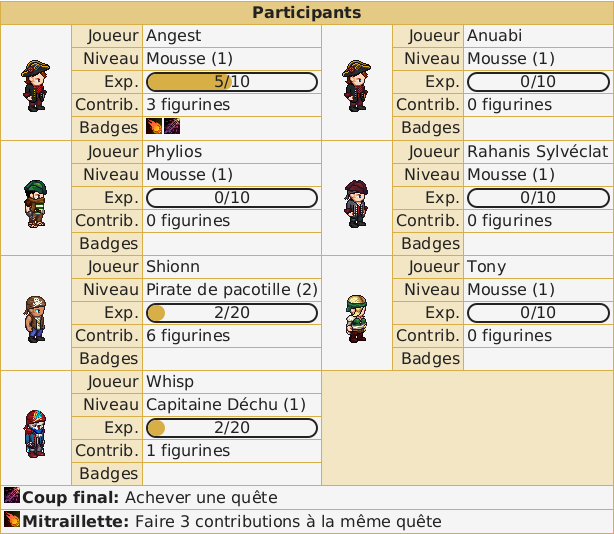 Participants
Joueur Angest
Niveau Mousse (1)
Exp. 5/10
Contrib. 3 figurines
Badges
Joueur Anuabi
Niveau Mousse (1)
Exp. 0/10
Contrib. 0 figurines
Badges
Joueur Phylios
Niveau Mousse (1)
Exp. 0/10
Contrib. 0 figurines
Badges
Joueur Rahanis Sylvéclat
Niveau Mousse (1)
Exp. 0/10
Contrib. 0 figurines
Badges
Joueur Shionn
Niveau Pirate de pacotille (2)
Exp. 2/20
Contrib. 6 figurines
Badges
Joueur Tony
Niveau Mousse (1)
Exp. 0/10
Contrib. 0 figurines
Badges
Joueur Whisp
Niveau Capitaine Déchu (1)
Exp. 2/20
Contrib. 1 figurines
Badges
Coup final: Achever une quête
Mitraillette: Faire 3 contributions à la même quête